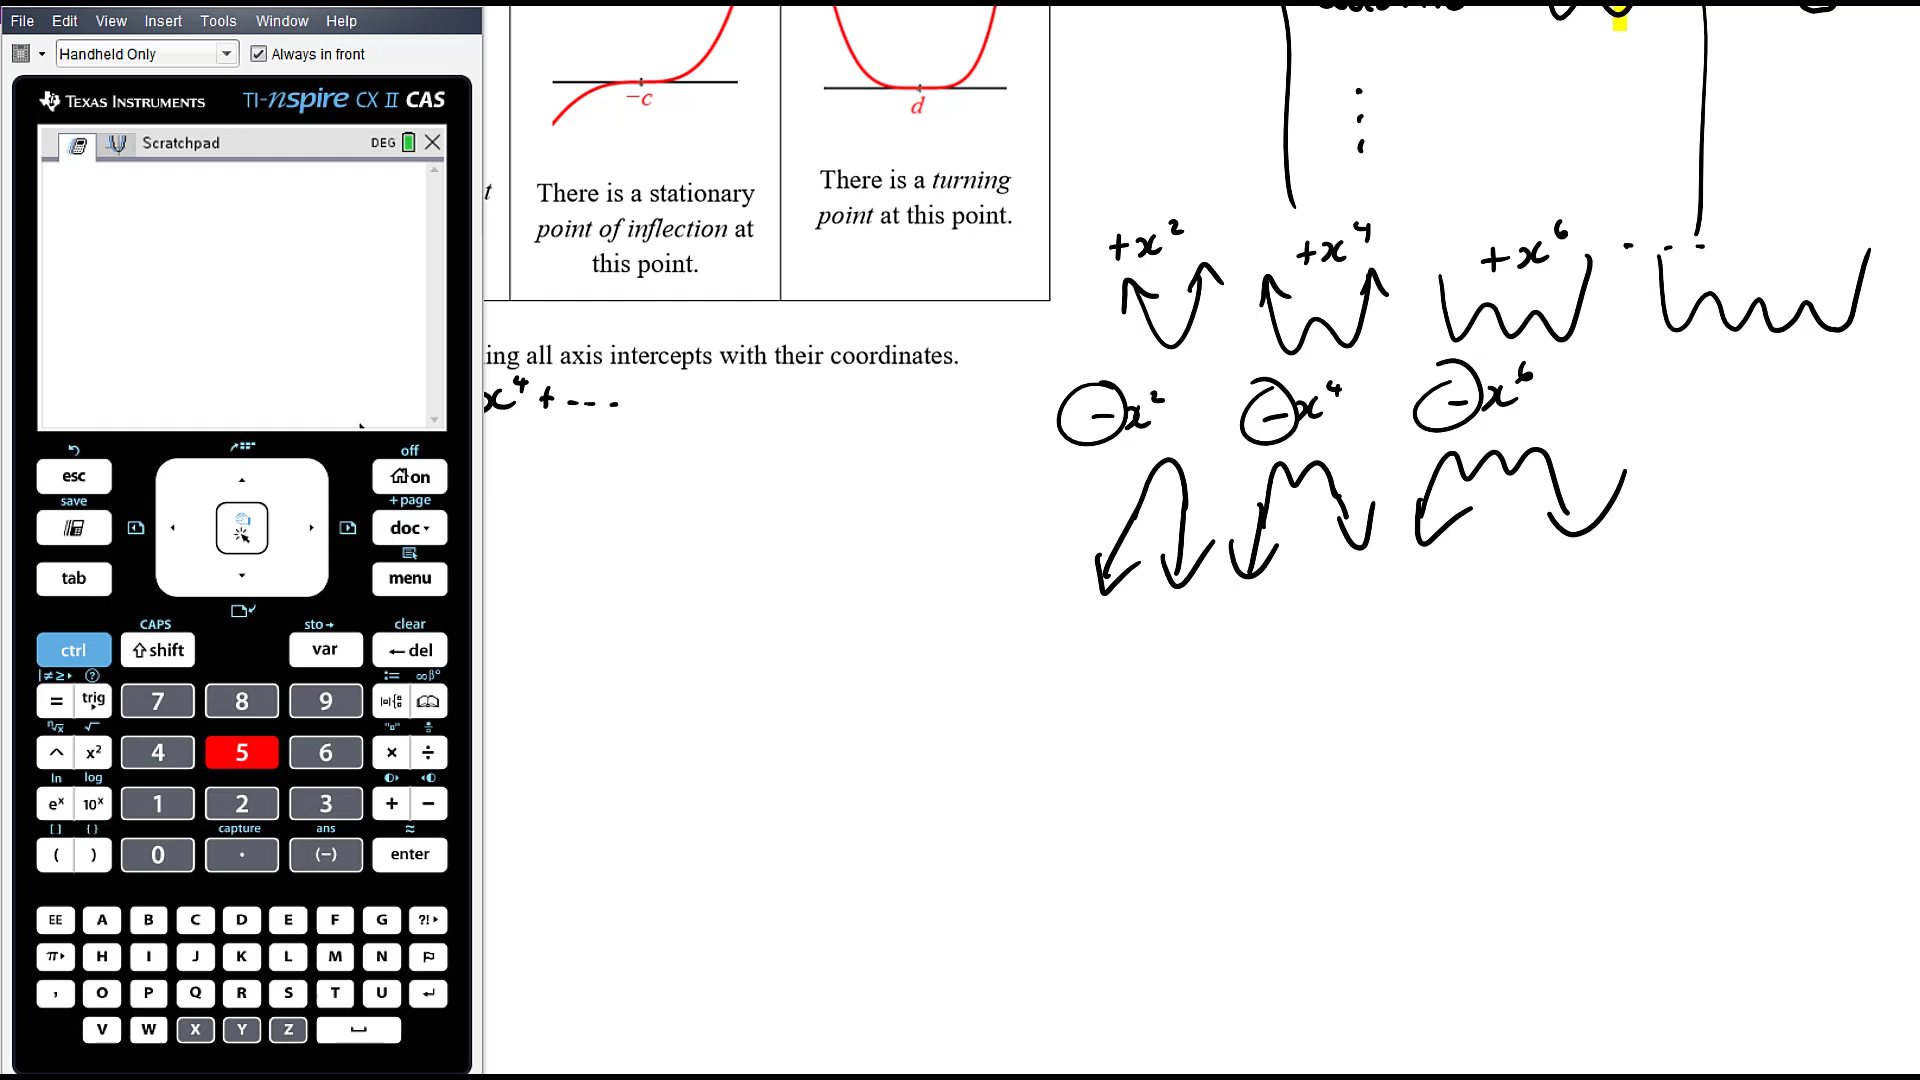 File Edit View Insert Tools Window Help
Handheld Only
Always in front
TEXAS INSTRUMENTS TI-nspire CX II CAS
Scratchpad DEG
esc
save
tab
off
on
+page
doc
menu
CAPS
ctrl
shift
sto→
var
clear
←del
|≠≥▸ ? := ∞β°
= trig 7 8 9
ⁿ√x √
^ x² 4 5 6 × ÷
ln log
eˣ 10ˣ 1 2 3 + −
[] {} capture ans ≈
( ) 0 . (−) enter
EE A B C D E F G ?!▸
π▸ H I J K L M N
, O P Q R S T U ↵
V W X Y Z
−c
d
t
There is a stationary
point of inflection at
this point.
There is a turning
point at this point.
ing all axis intercepts with their coordinates.
x⁴ + ---
+x² +x⁴ +x⁶ - - -
−x² −x⁴ −x⁶